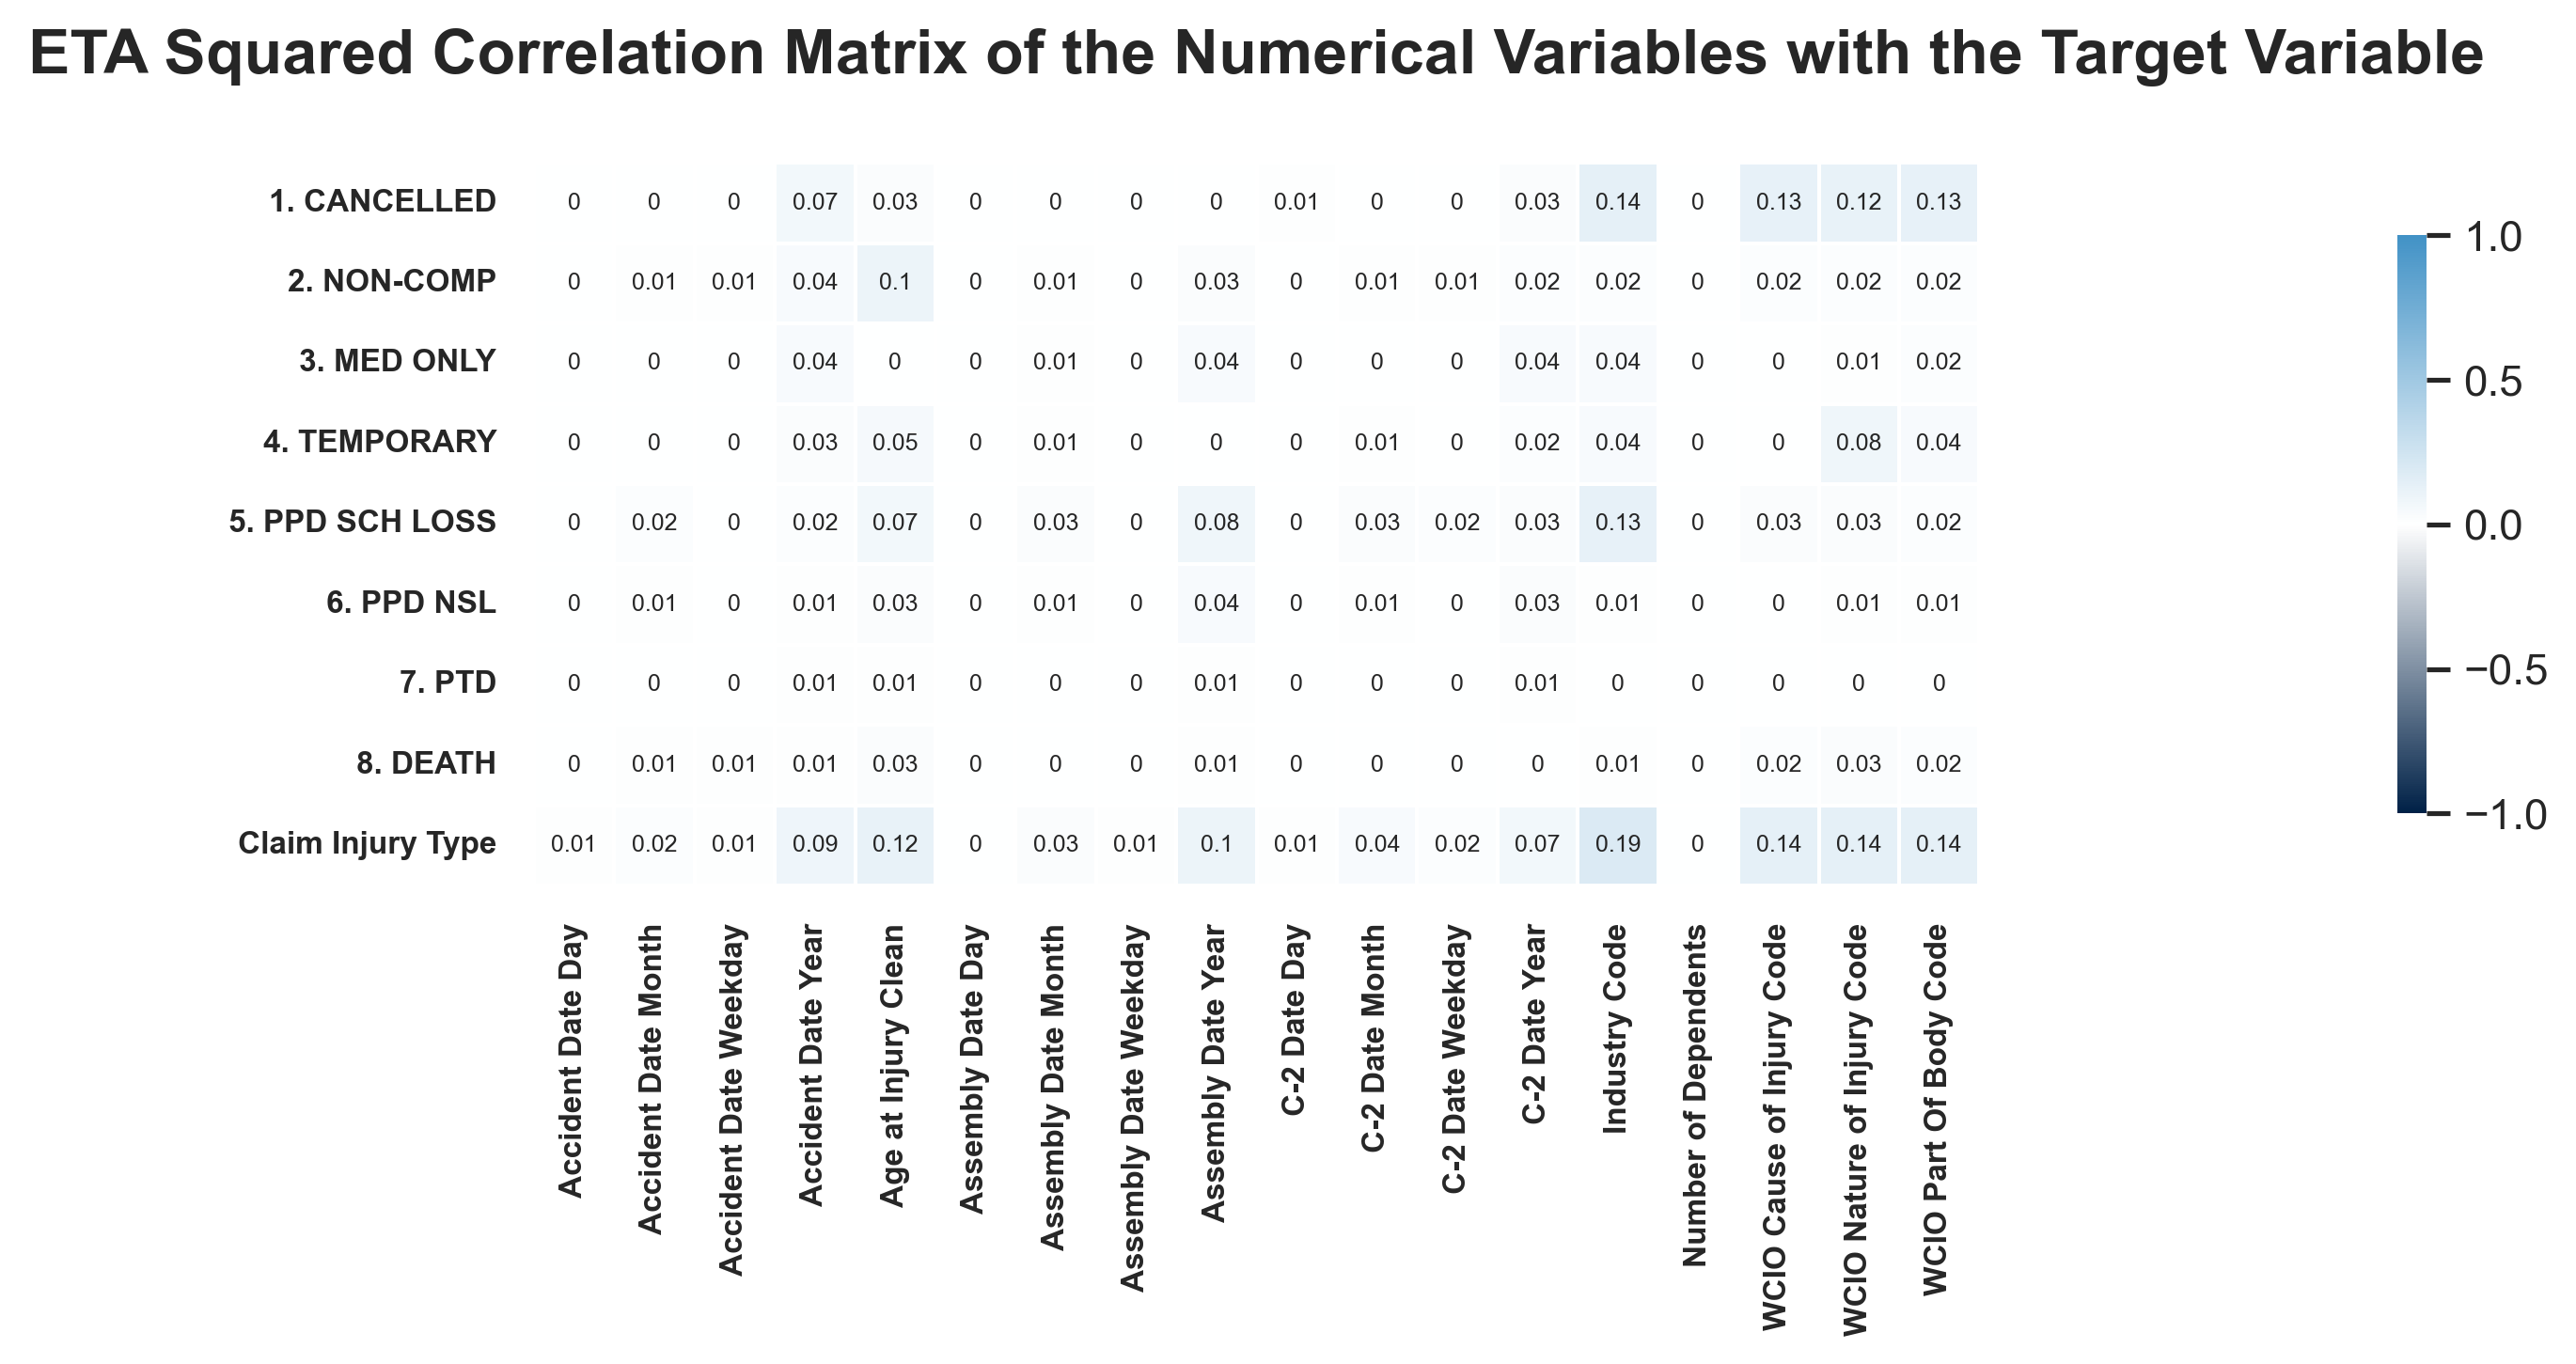 ETA Squared Correlation Matrix of the Numerical Variables with the Target Variable
1. CANCELLED 0 0 0 0.07 0.03 0 0 0 0 0.01 0 0 0.03 0.14 0 0.13 0.12 0.13
2. NON-COMP 0 0.01 0.01 0.04 0.1 0 0.01 0 0.03 0 0.01 0.01 0.02 0.02 0 0.02 0.02 0.02
3. MED ONLY 0 0 0 0.04 0 0 0.01 0 0.04 0 0 0 0.04 0.04 0 0 0.01 0.02
4. TEMPORARY 0 0 0 0.03 0.05 0 0.01 0 0 0 0.01 0 0.02 0.04 0 0 0.08 0.04
5. PPD SCH LOSS 0 0.02 0 0.02 0.07 0 0.03 0 0.08 0 0.03 0.02 0.03 0.13 0 0.03 0.03 0.02
6. PPD NSL 0 0.01 0 0.01 0.03 0 0.01 0 0.04 0 0.01 0 0.03 0.01 0 0 0.01 0.01
7. PTD 0 0 0 0.01 0.01 0 0 0 0.01 0 0 0 0.01 0 0 0 0 0
8. DEATH 0 0.01 0.01 0.01 0.03 0 0 0 0.01 0 0 0 0 0.01 0 0.02 0.03 0.02
Claim Injury Type 0.01 0.02 0.01 0.09 0.12 0 0.03 0.01 0.1 0.01 0.04 0.02 0.07 0.19 0 0.14 0.14 0.14
Accident Date Day
Accident Date Month
Accident Date Weekday
Accident Date Year
Age at Injury Clean
Assembly Date Day
Assembly Date Month
Assembly Date Weekday
Assembly Date Year
C-2 Date Day
C-2 Date Month
C-2 Date Weekday
C-2 Date Year
Industry Code
Number of Dependents
WCIO Cause of Injury Code
WCIO Nature of Injury Code
WCIO Part Of Body Code
1.0
0.5
0.0
−0.5
−1.0